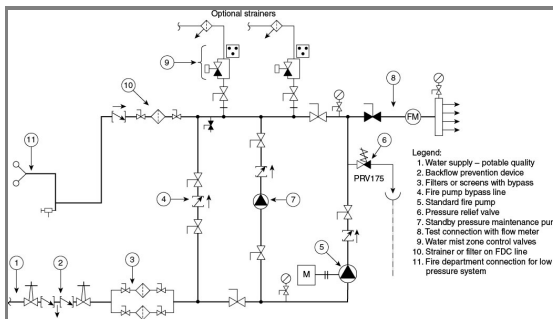 Optional strainers
9
10
8
FM
11
6
PRV175
4
7
5
M
1
2
3
Legend:
1. Water supply – potable quality
2. Backflow prevention device
3. Filters or screens with bypass
4. Fire pump bypass line
5. Standard fire pump
6. Pressure relief valve
7. Standby pressure maintenance pum
8. Test connection with flow meter
9. Water mist zone control valves
10. Strainer or filter on FDC line
11. Fire department connection for low
pressure system